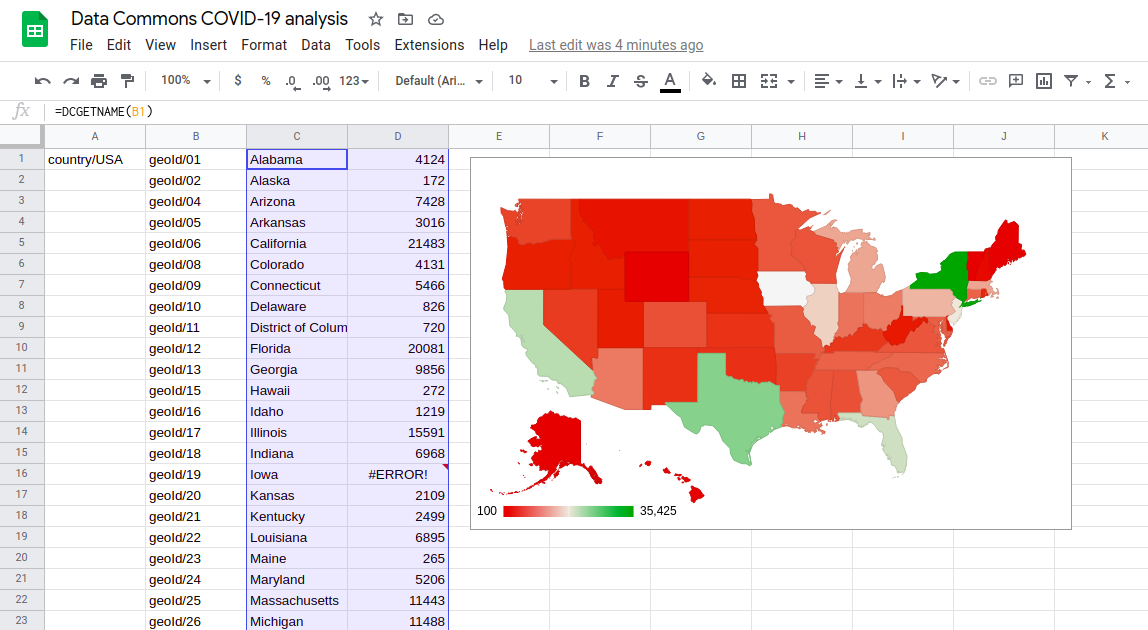 Data Commons COVID-19 analysis
File Edit View Insert Format Data Tools Extensions Help Last edit was 4 minutes ago
100% $ % .0 .00 123 Default (Ari... 10 B I S A Σ
fx =DCGETNAME(B1)
A B C D E F G H I J K
1 country/USA geoId/01 Alabama 4124
2 geoId/02 Alaska 172
3 geoId/04 Arizona 7428
4 geoId/05 Arkansas 3016
5 geoId/06 California 21483
6 geoId/08 Colorado 4131
7 geoId/09 Connecticut 5466
8 geoId/10 Delaware 826
9 geoId/11 District of Colum 720
10 geoId/12 Florida 20081
11 geoId/13 Georgia 9856
12 geoId/15 Hawaii 272
13 geoId/16 Idaho 1219
14 geoId/17 Illinois 15591
15 geoId/18 Indiana 6968
16 geoId/19 Iowa #ERROR!
17 geoId/20 Kansas 2109
18 geoId/21 Kentucky 2499
100 35,425
19 geoId/22 Louisiana 6895
20 geoId/23 Maine 265
21 geoId/24 Maryland 5206
22 geoId/25 Massachusetts 11443
23 geoId/26 Michigan 11488